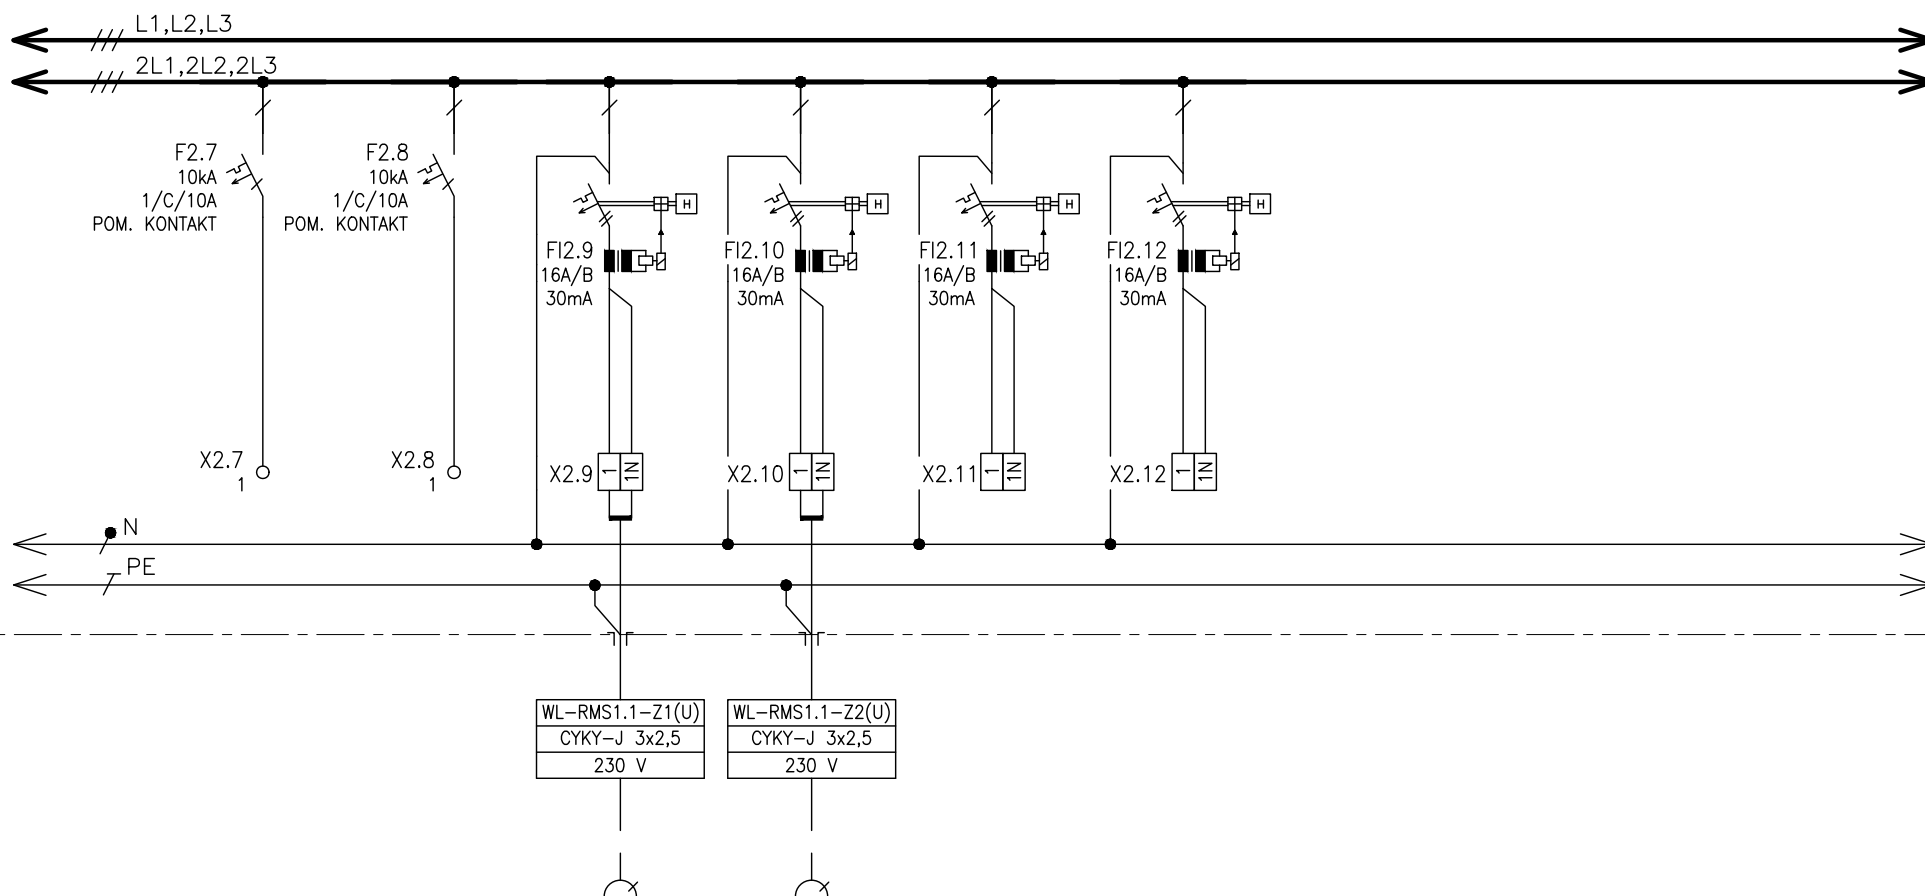 L1,L2,L3
2L1,2L2,2L3
F2.7
10kA
1/C/10A
POM. KONTAKT
F2.8
10kA
1/C/10A
POM. KONTAKT
H
H
H
H
FI2.9
16A/B
30mA
FI2.10
16A/B
30mA
FI2.11
16A/B
30mA
FI2.12
16A/B
30mA
X2.7
1
X2.8
1
X2.9
1
1N
X2.10
1
1N
X2.11
1
1N
X2.12
1
1N
N
PE
WL-RMS1.1-Z1(U)
CYKY-J 3x2,5
230 V
WL-RMS1.1-Z2(U)
CYKY-J 3x2,5
230 V